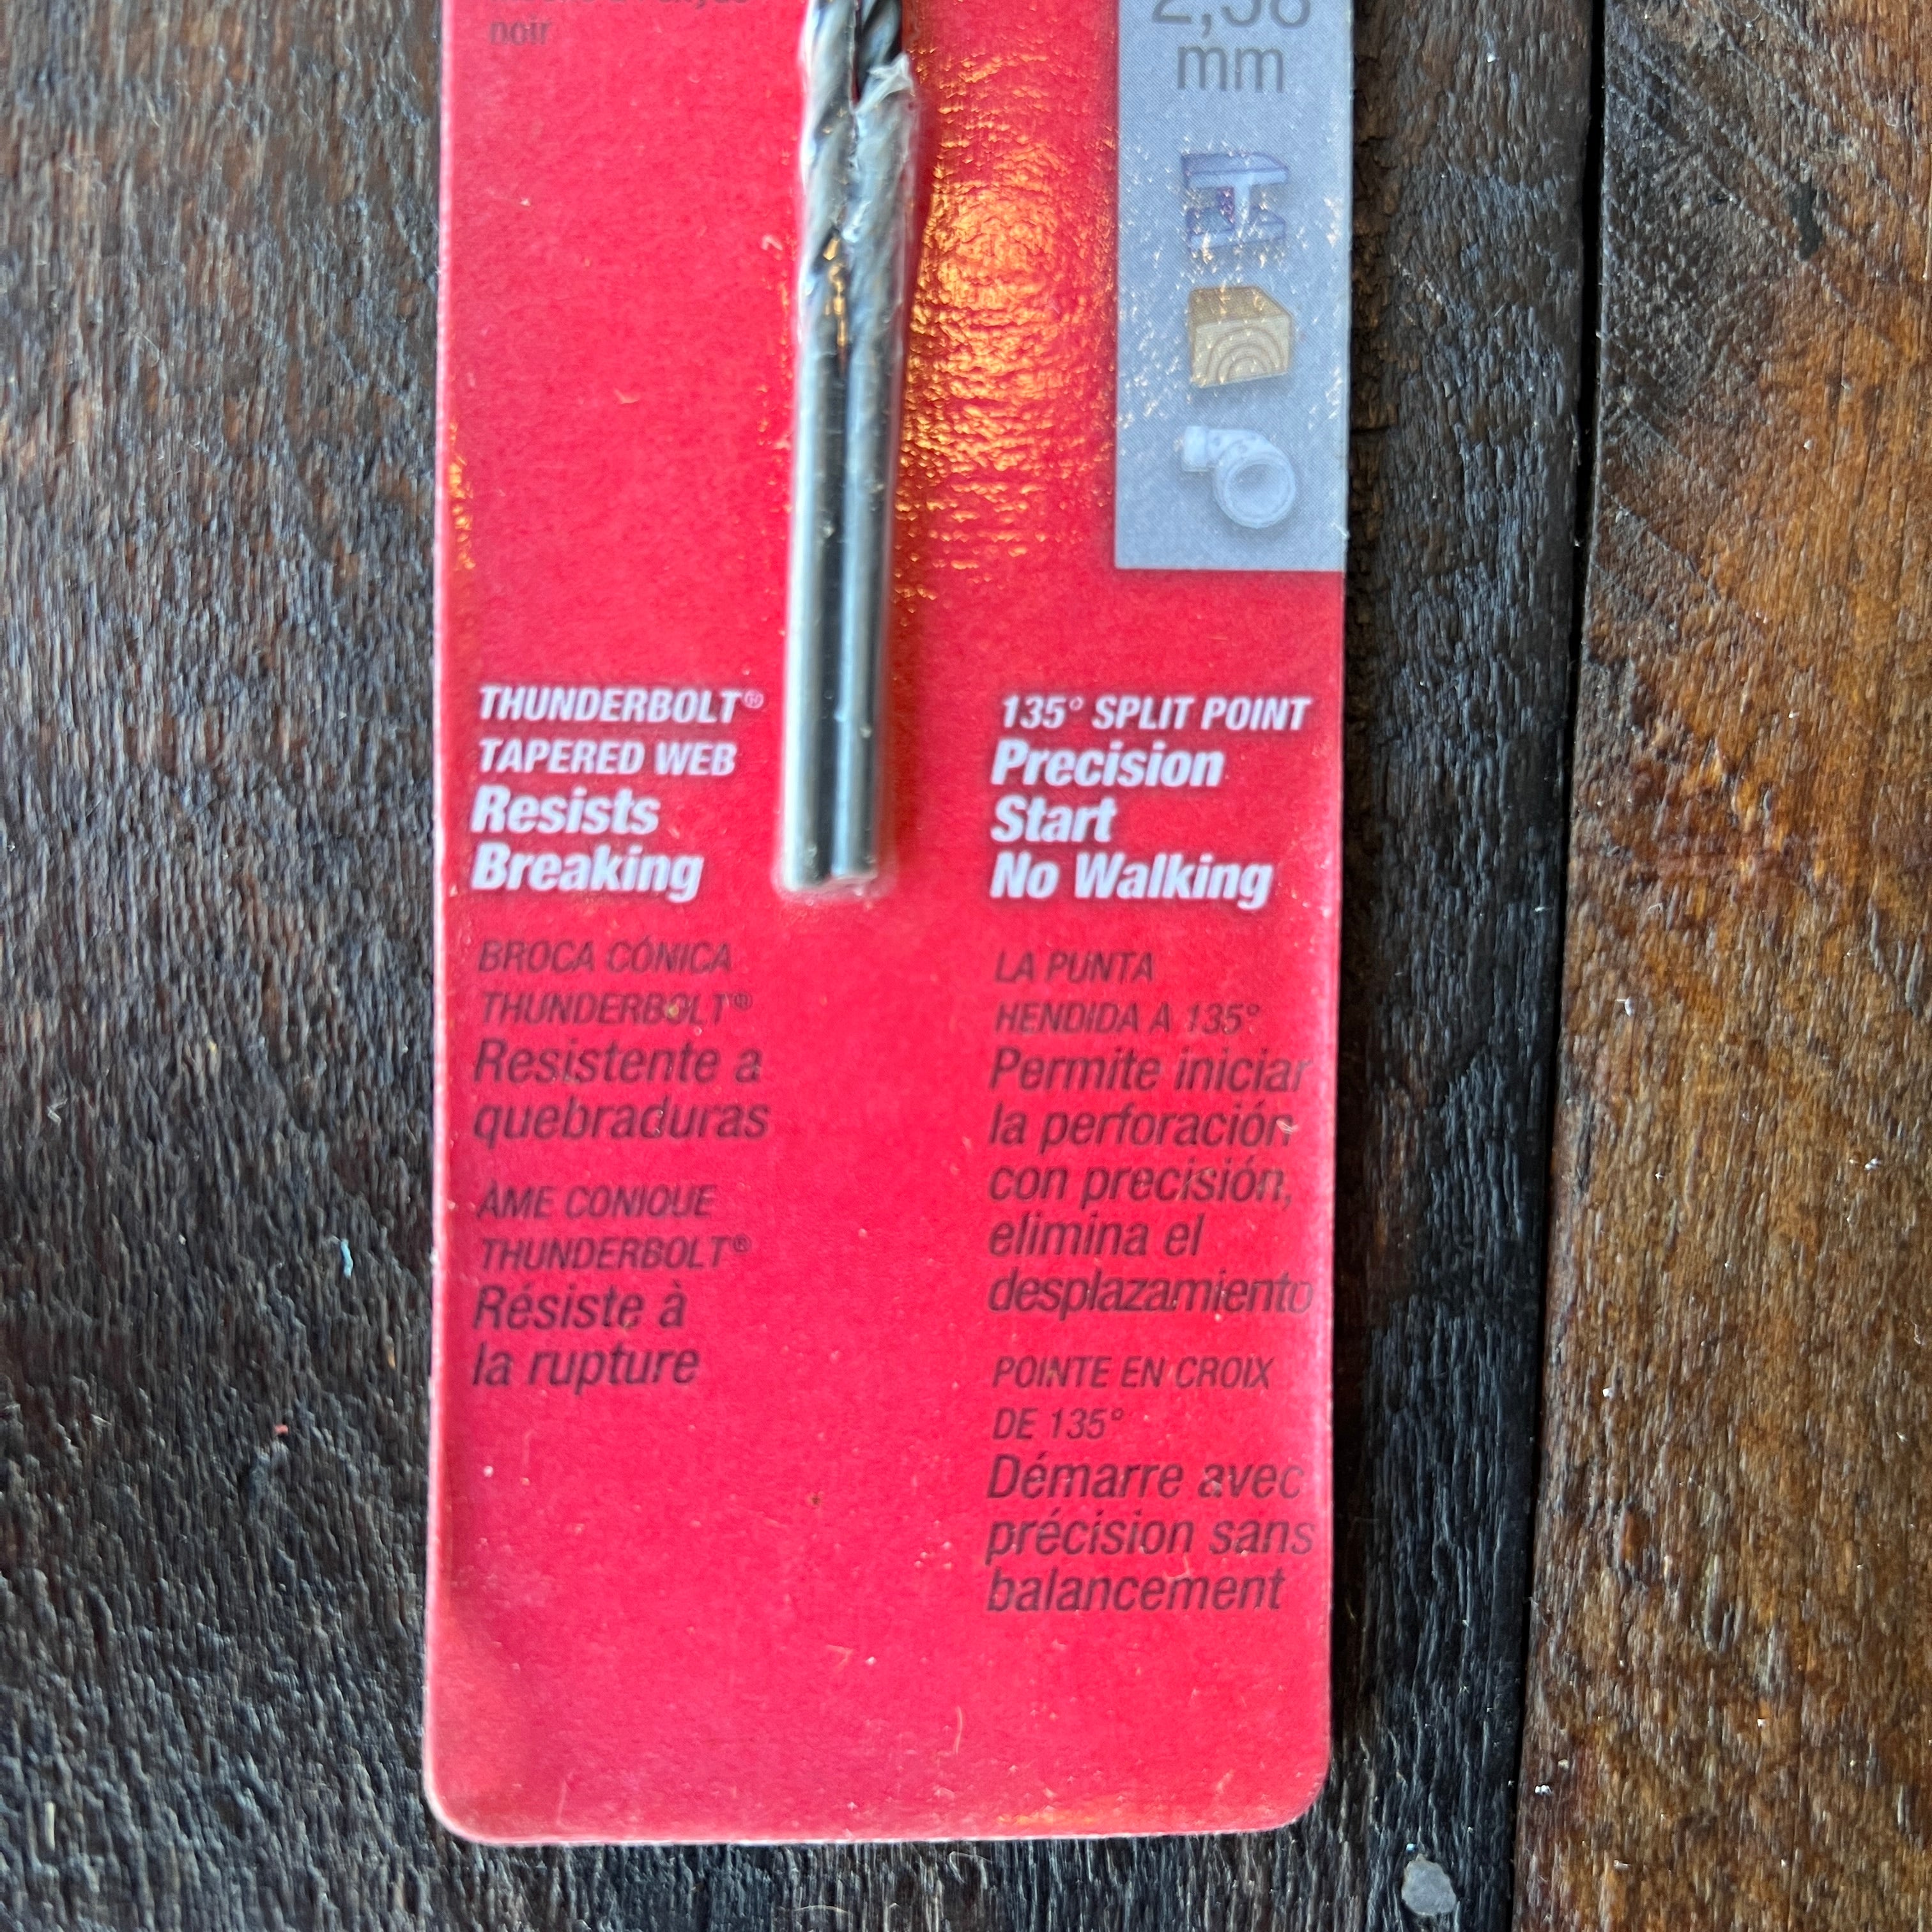 noir
mm
THUNDERBOLT®
TAPERED WEB
Resists
Breaking
BROCA CÓNICA
THUNDERBOLT®
Resistente a
quebraduras
ÂME CONIQUE
THUNDERBOLT®
Résiste à
la rupture
135° SPLIT POINT
Precision
Start
No Walking
LA PUNTA
HENDIDA A 135°
Permite iniciar
la perforación
con precisión,
elimina el
desplazamiento
POINTE EN CROIX
DE 135°
Démarre avec
précision sans
balancement